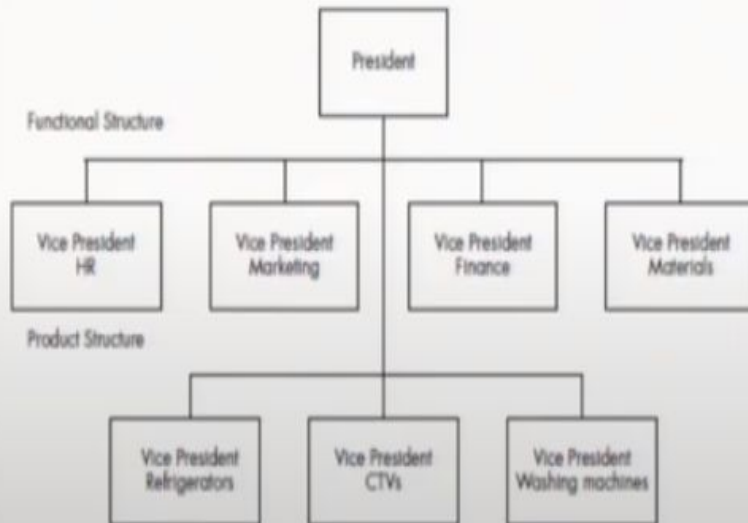 President
Functional Structure
Vice President
HR
Vice President
Marketing
Vice President
Finance
Vice President
Materials
Product Structure
Vice President
Refrigerators
Vice President
CTVs
Vice President
Washing machines